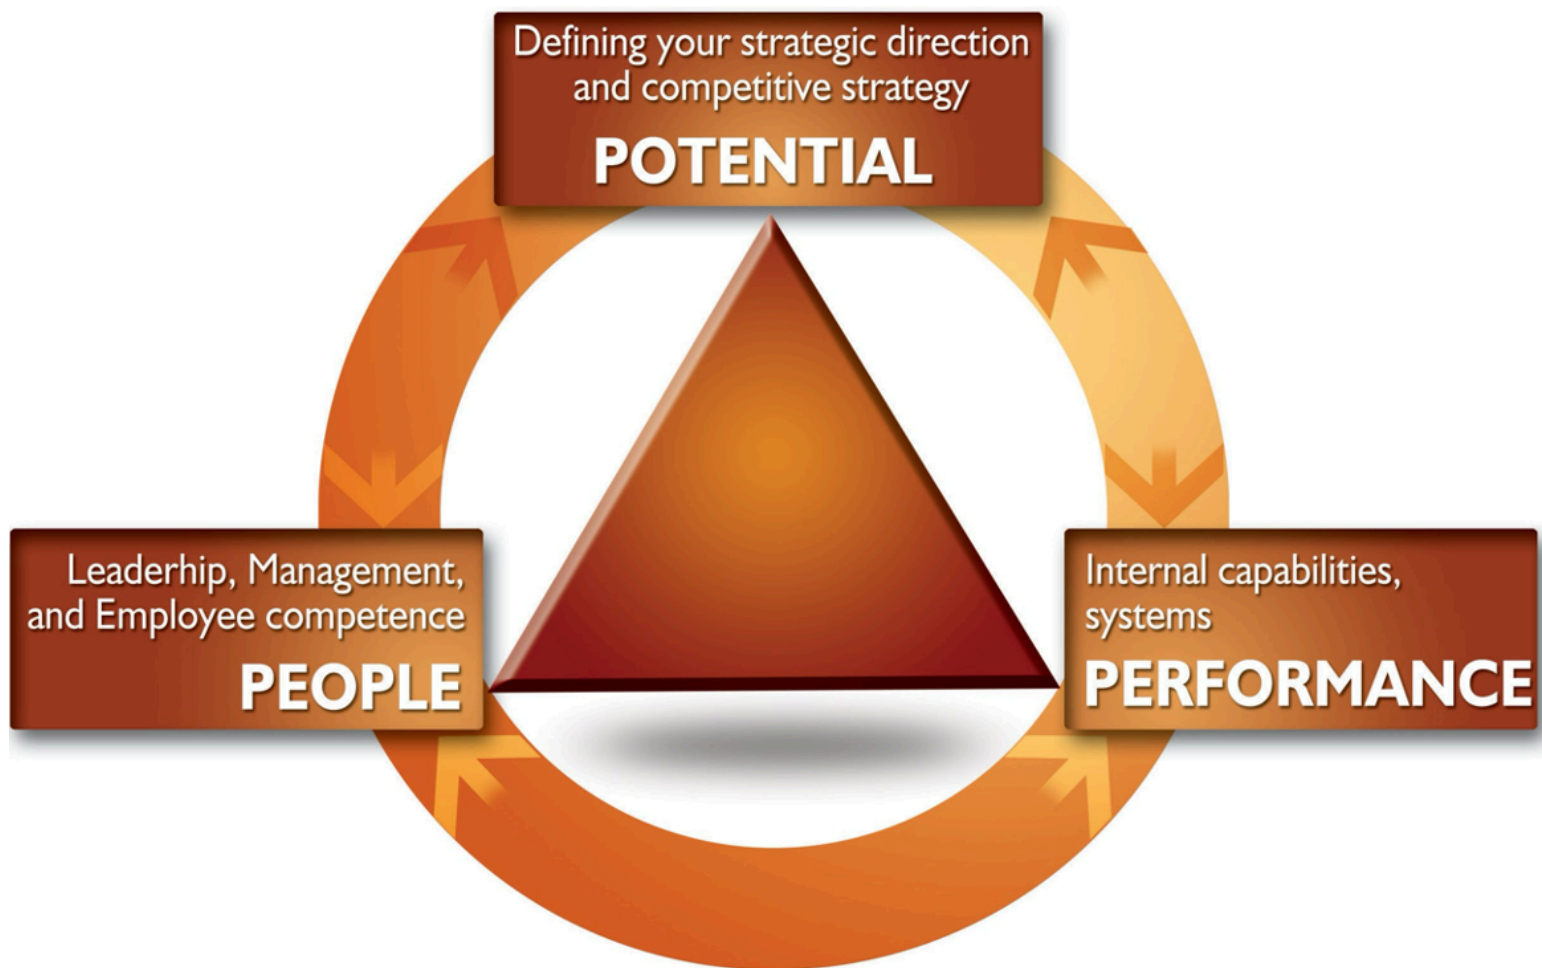 Defining your strategic direction
and competitive strategy
POTENTIAL
Leaderhip, Management,
and Employee competence
PEOPLE
Internal capabilities,
systems
PERFORMANCE